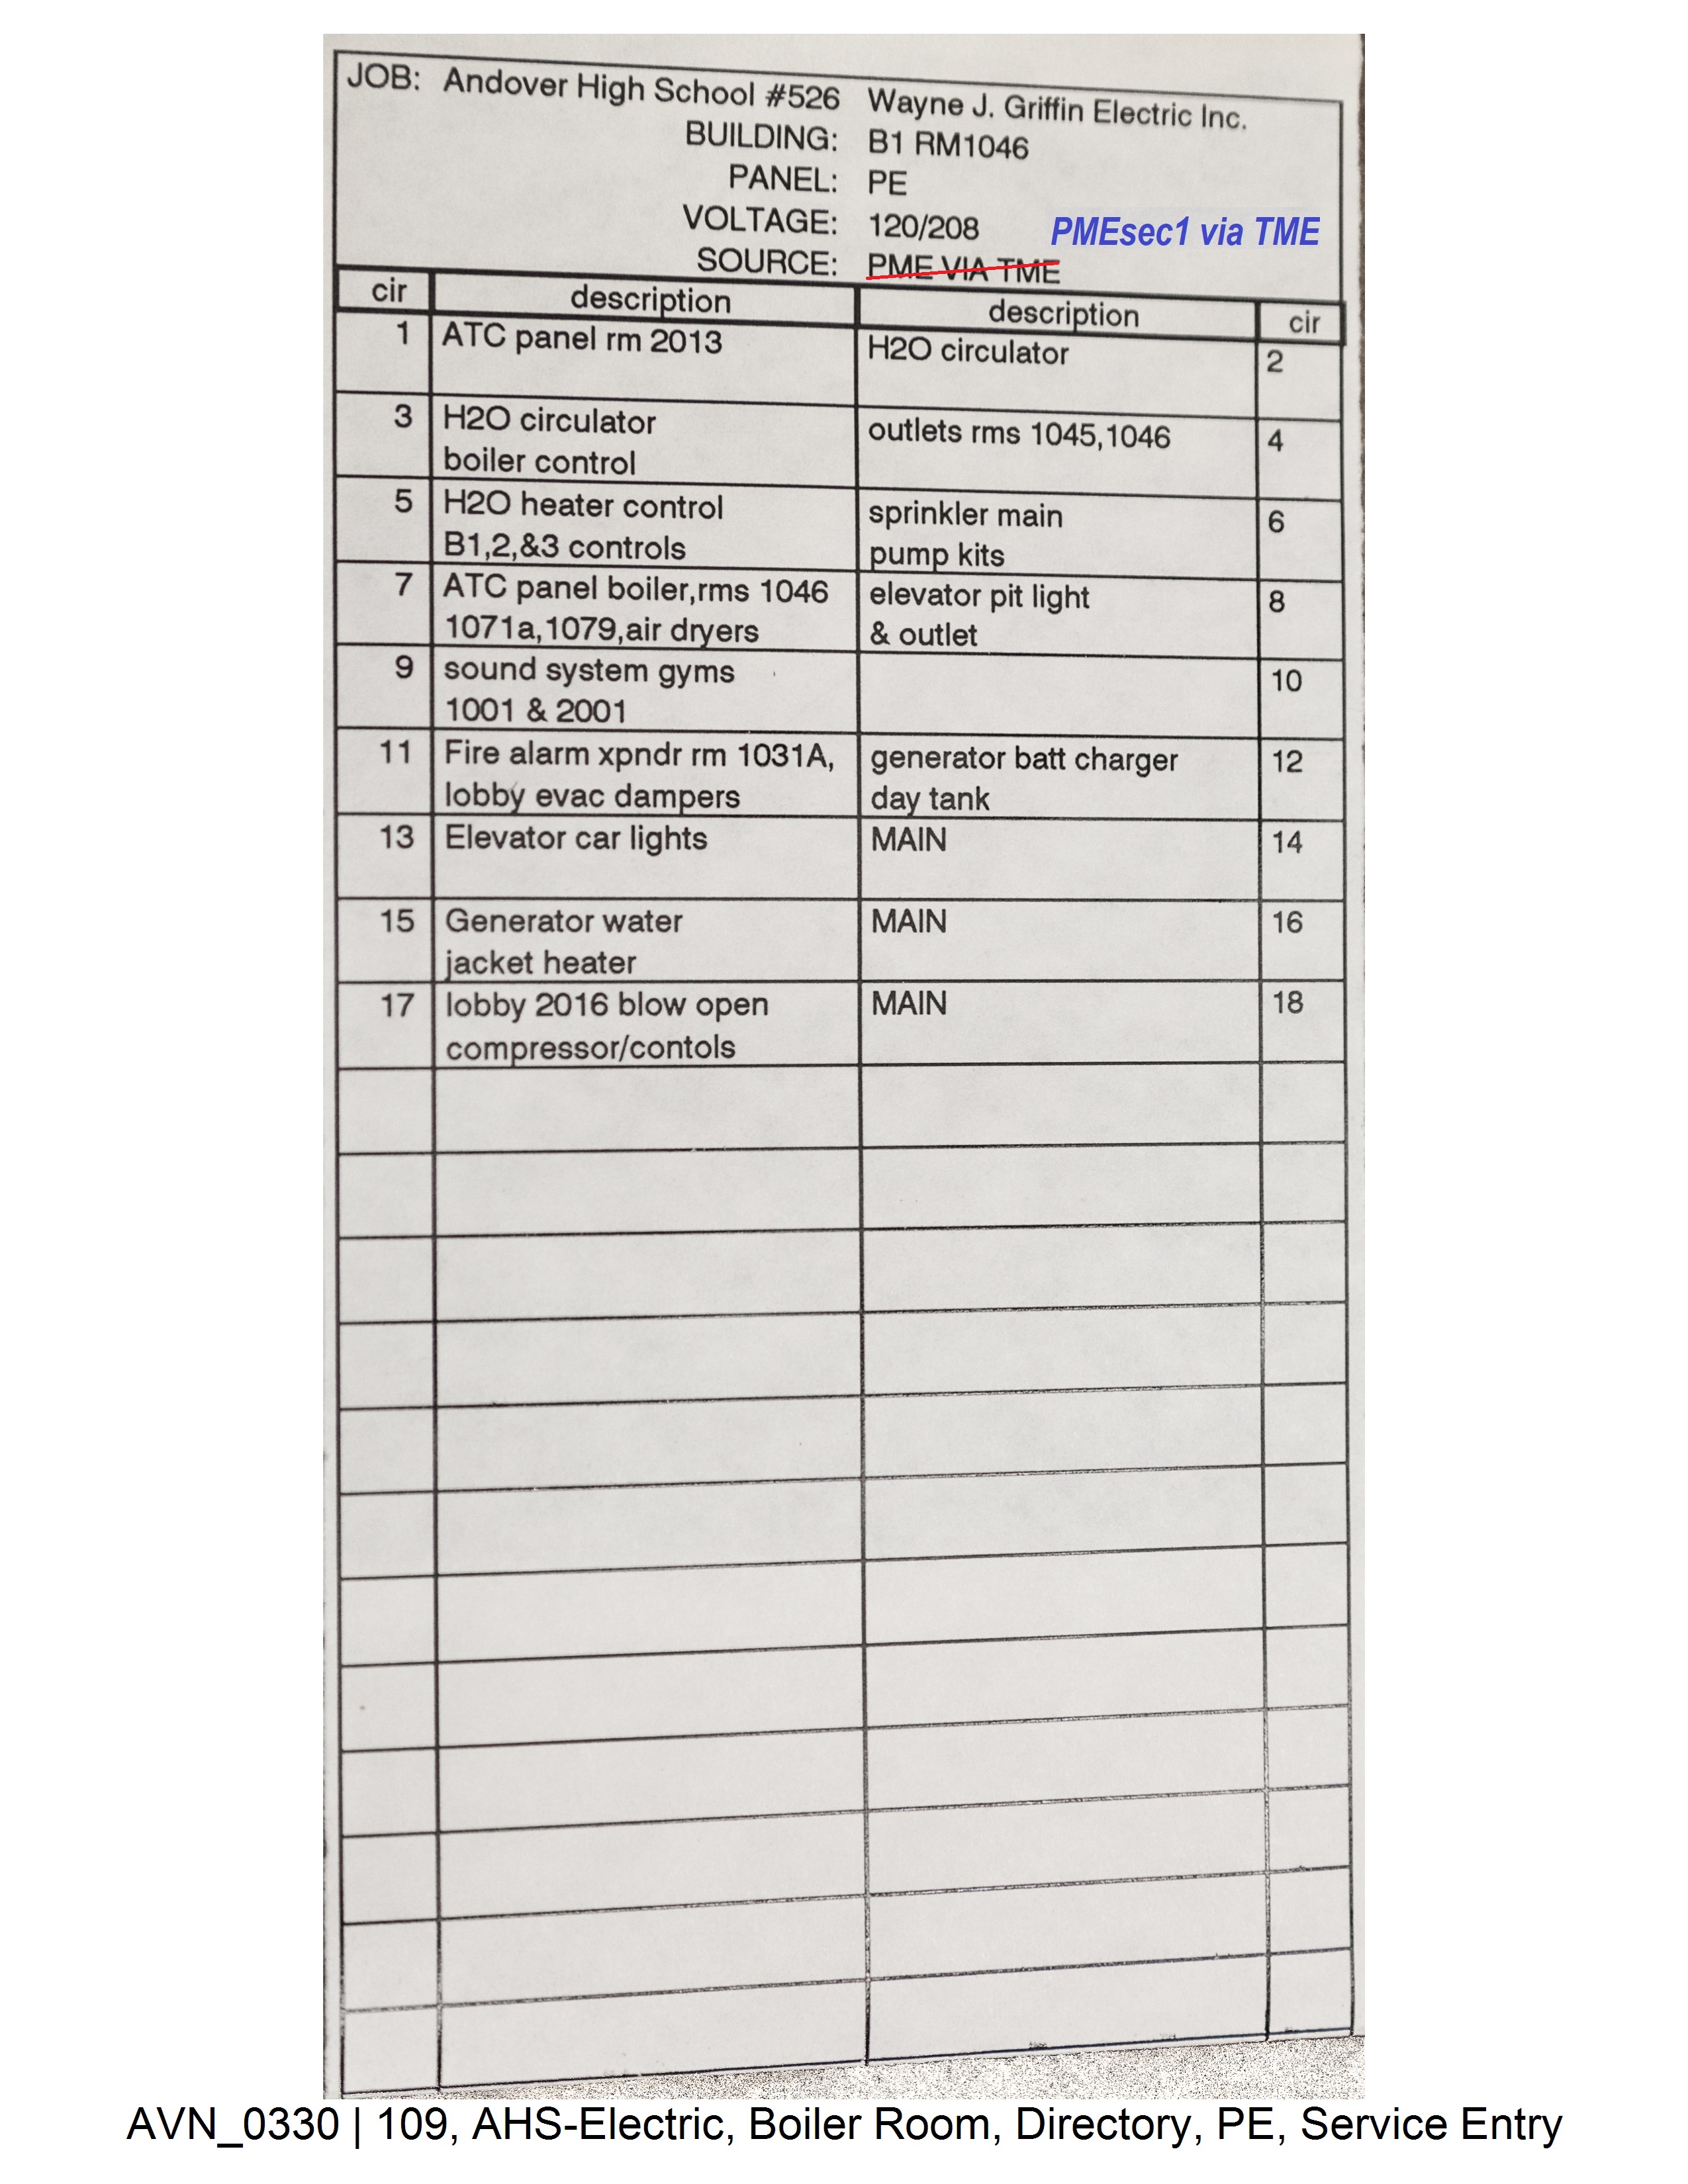 JOB: Andover High School #526 Wayne J. Griffin Electric Inc.
BUILDING: B1 RM1046
PANEL: PE
VOLTAGE: 120/208 PMEsec1 via TME
SOURCE: PME VIA TME
cir description description cir
1 ATC panel rm 2013 H2O circulator 2
3 H2O circulator outlets rms 1045,1046 4
boiler control
5 H2O heater control sprinkler main 6
B1,2,&3 controls pump kits
7 ATC panel boiler,rms 1046 elevator pit light 8
1071a,1079,air dryers & outlet
9 sound system gyms 10
1001 & 2001
11 Fire alarm xpndr rm 1031A, generator batt charger 12
lobby evac dampers day tank
13 Elevator car lights MAIN 14
15 Generator water MAIN 16
jacket heater
17 lobby 2016 blow open MAIN 18
compressor/contols
AVN_0330 | 109, AHS-Electric, Boiler Room, Directory, PE, Service Entry